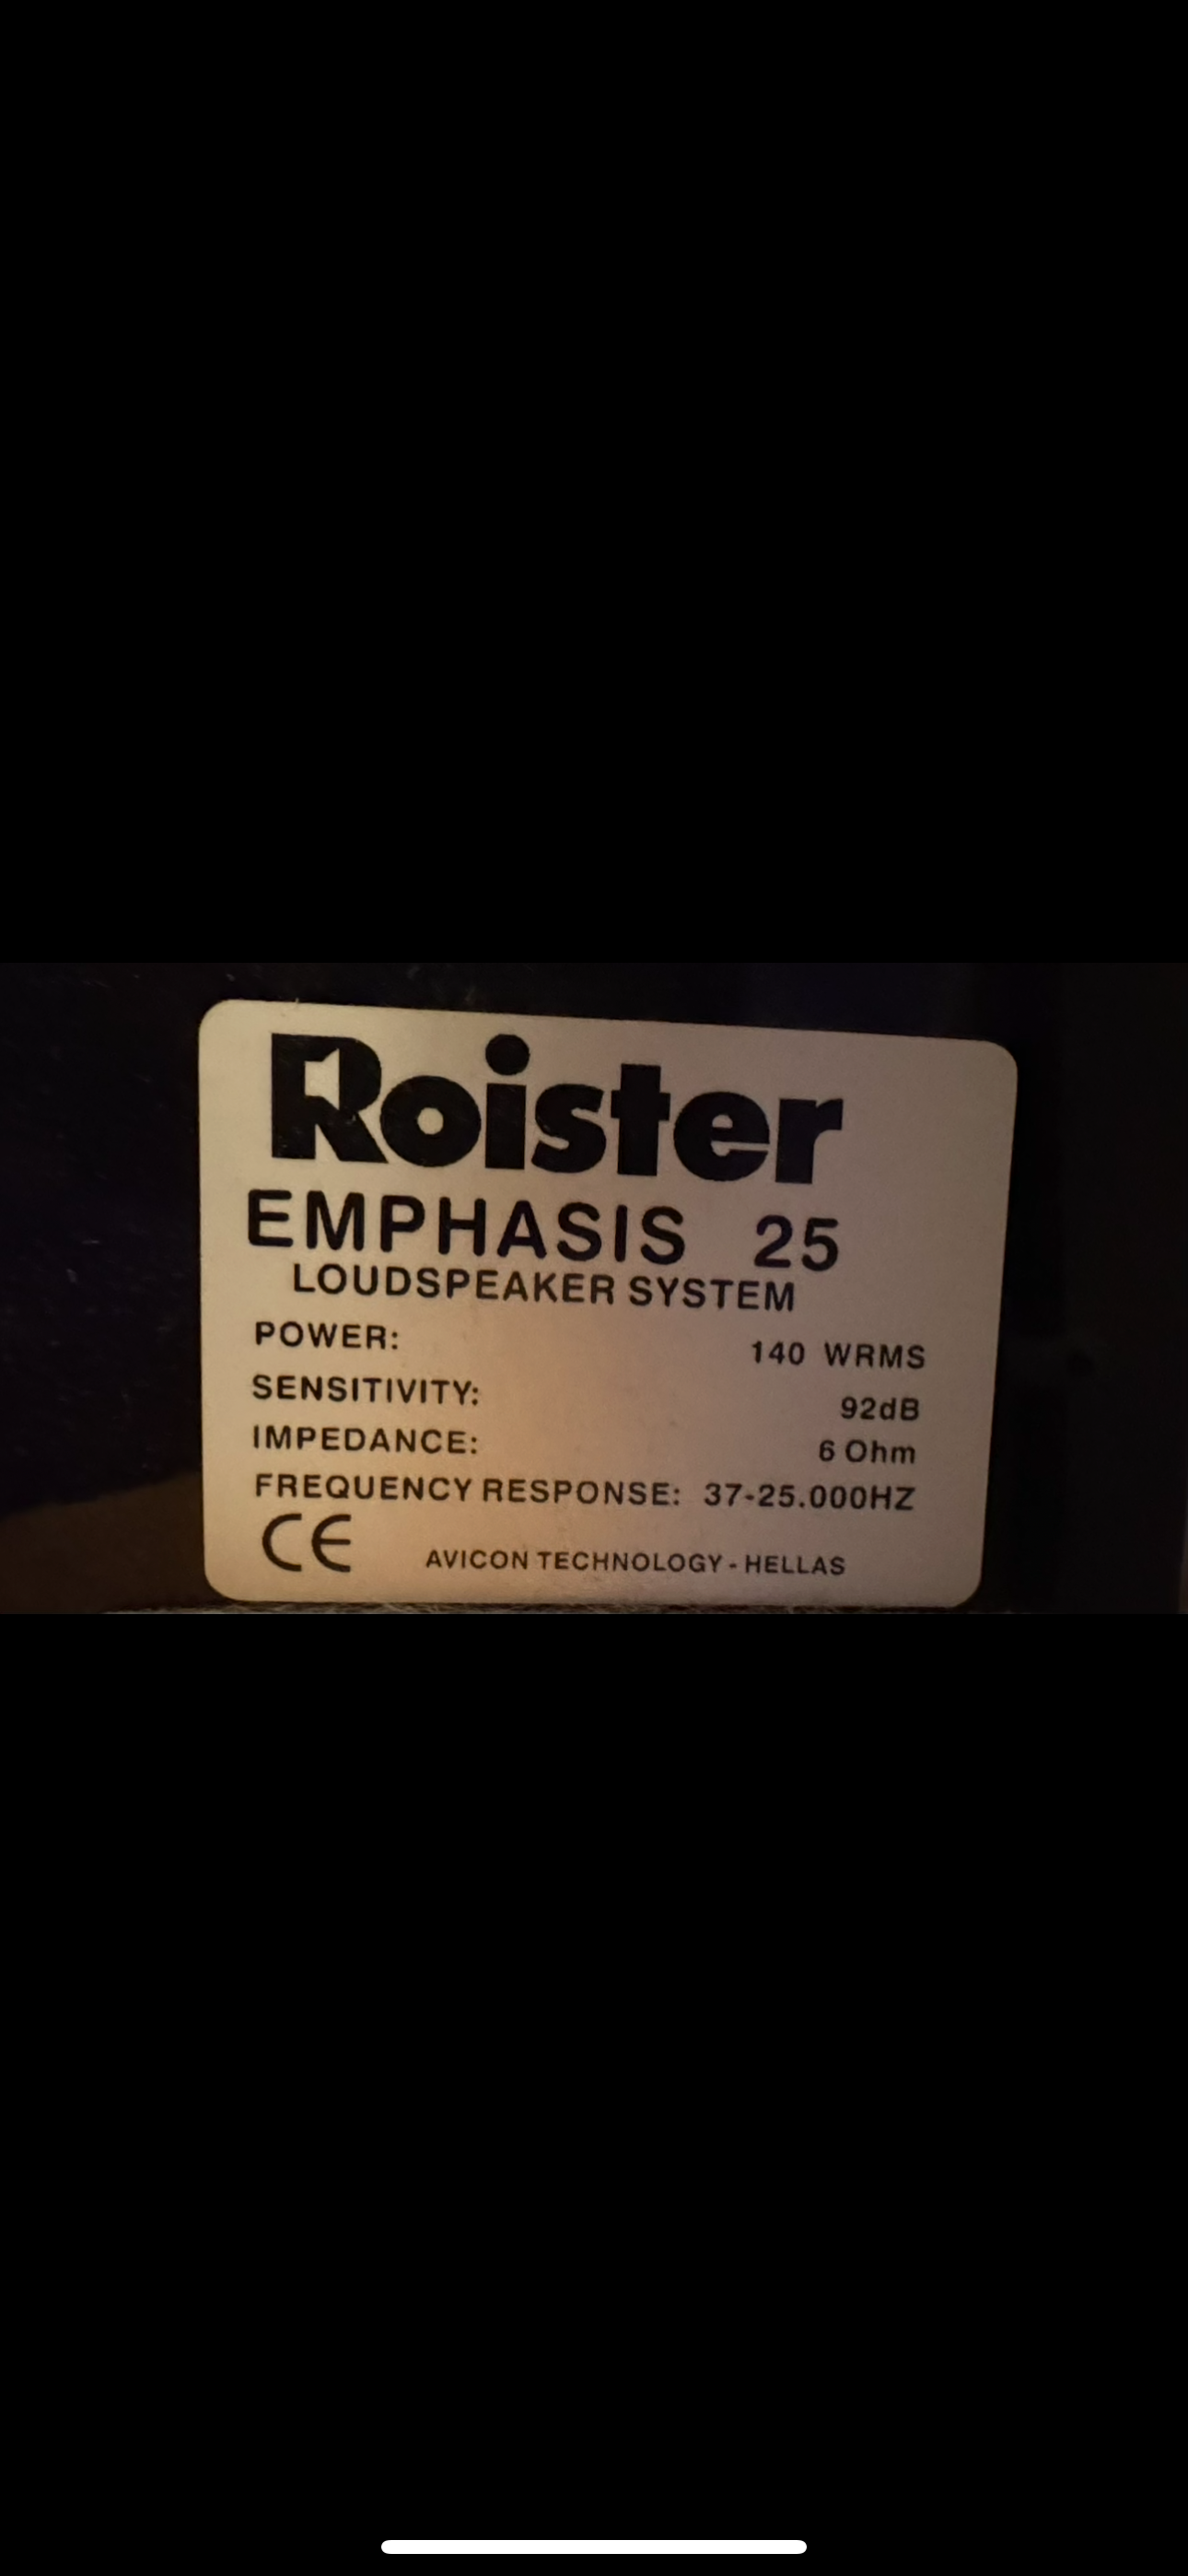 Roister
EMPHASIS 25
LOUDSPEAKER SYSTEM
POWER: 140 WRMS
SENSITIVITY: 92dB
IMPEDANCE: 6 Ohm
FREQUENCY RESPONSE: 37-25.000HZ
CE AVICON TECHNOLOGY - HELLAS